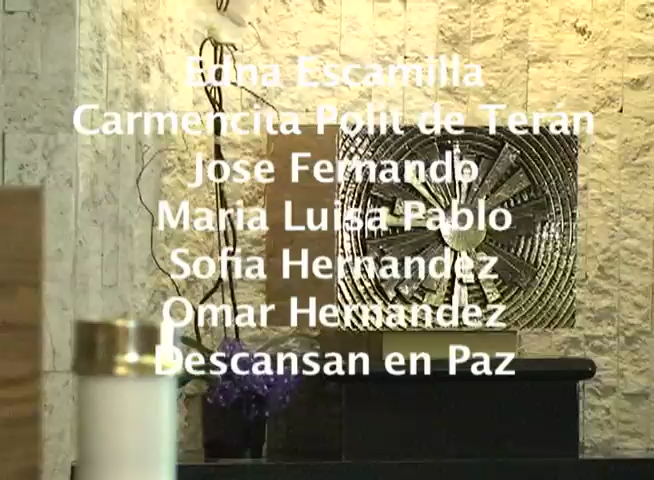 Edna Escamilla
Carmencita Polit de Terán
Jose Fernando
Maria Luisa Pablo
Sofia Hernandez
Omar Hernandez
Descansan en Paz